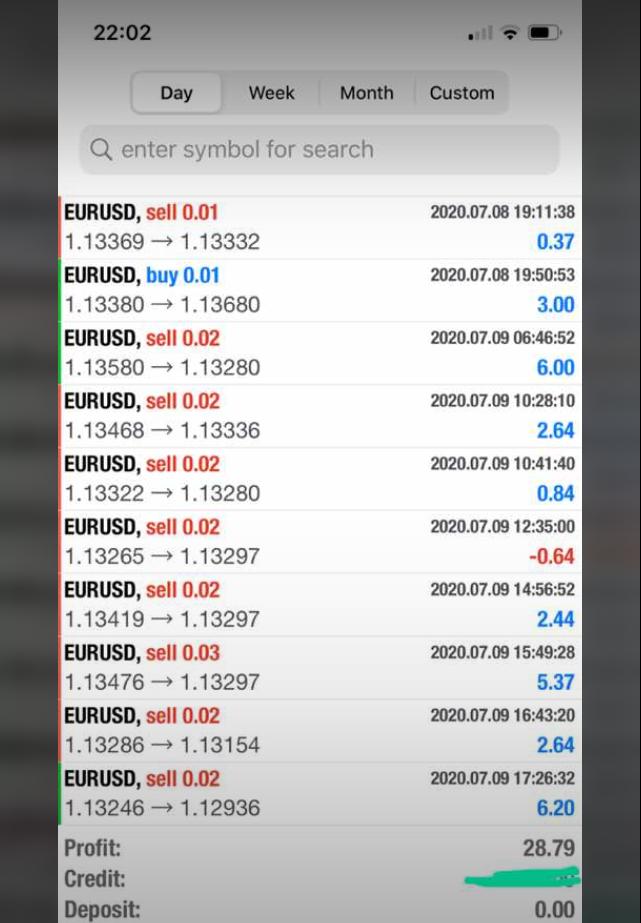 22:02
Day Week Month Custom
enter symbol for search
EURUSD, sell 0.01 2020.07.08 19:11:38
1.13369 → 1.13332 0.37
EURUSD, buy 0.01 2020.07.08 19:50:53
1.13380 → 1.13680 3.00
EURUSD, sell 0.02 2020.07.09 06:46:52
1.13580 → 1.13280 6.00
EURUSD, sell 0.02 2020.07.09 10:28:10
1.13468 → 1.13336 2.64
EURUSD, sell 0.02 2020.07.09 10:41:40
1.13322 → 1.13280 0.84
EURUSD, sell 0.02 2020.07.09 12:35:00
1.13265 → 1.13297 -0.64
EURUSD, sell 0.02 2020.07.09 14:56:52
1.13419 → 1.13297 2.44
EURUSD, sell 0.03 2020.07.09 15:49:28
1.13476 → 1.13297 5.37
EURUSD, sell 0.02 2020.07.09 16:43:20
1.13286 → 1.13154 2.64
EURUSD, sell 0.02 2020.07.09 17:26:32
1.13246 → 1.12936 6.20
Profit: 28.79
Credit:
Deposit: 0.00